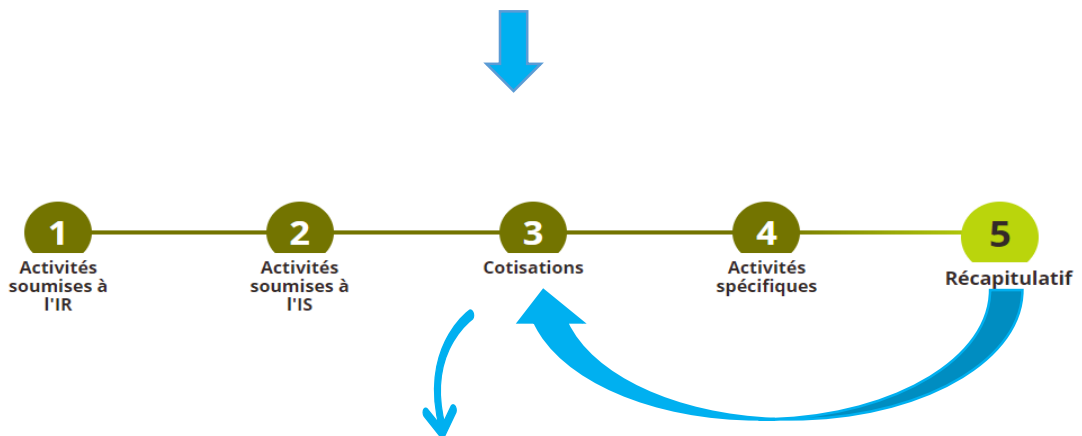 1
2
3
4
5
Activités
soumises à
l'IR
Activités
soumises à
l'IS
Cotisations
Activités
spécifiques
Récapitulatif